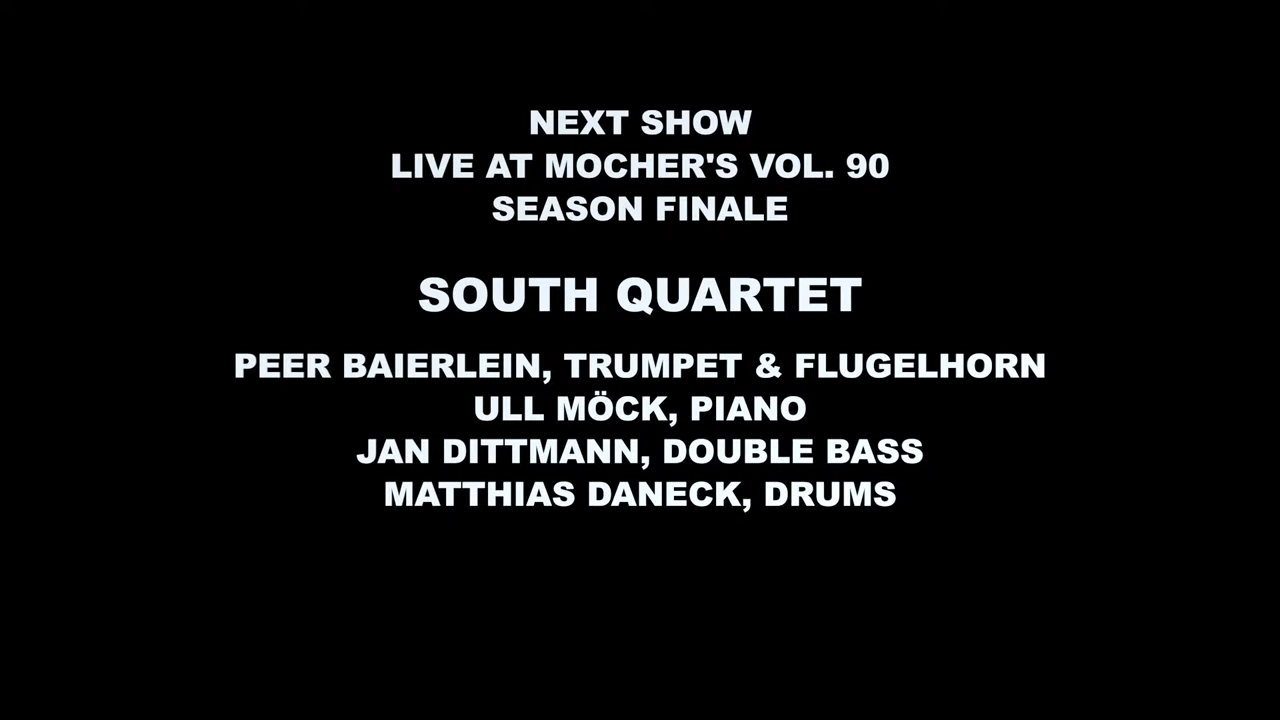 NEXT SHOW
LIVE AT MOCHER'S VOL. 90
SEASON FINALE
SOUTH QUARTET
PEER BAIERLEIN, TRUMPET & FLUGELHORN
ULL MÖCK, PIANO
JAN DITTMANN, DOUBLE BASS
MATTHIAS DANECK, DRUMS